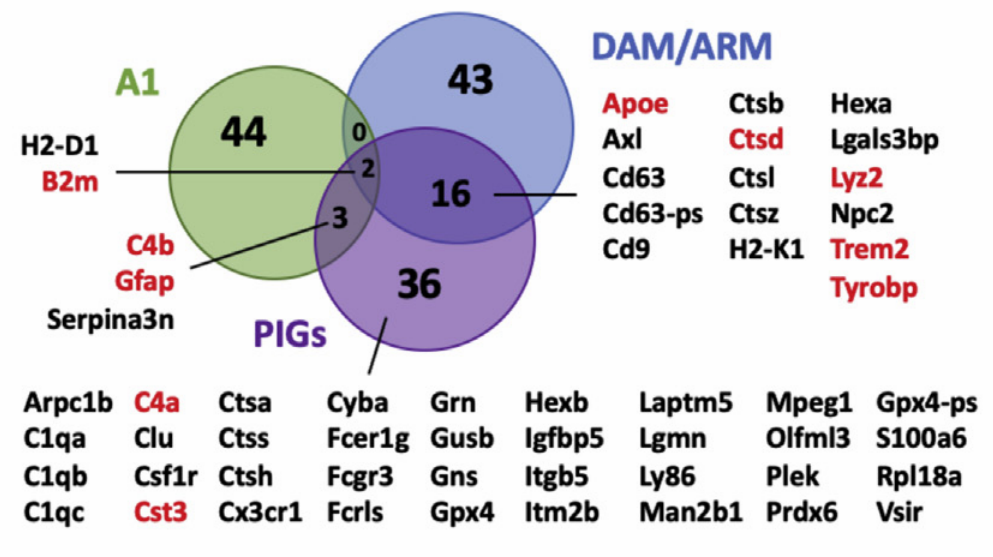 DAM/ARM
A1
43
44
0
2
16
3
36
H2-D1
B2m
C4b
Gfap
Serpina3n
PIGs
Apoe Ctsb Hexa
Axl Ctsd Lgals3bp
Cd63 Ctsl Lyz2
Cd63-ps Ctsz Npc2
Cd9 H2-K1 Trem2
Tyrobp
Arpc1b C4a Ctsa Cyba Grn Hexb Laptm5 Mpeg1 Gpx4-ps
C1qa Clu Ctss Fcer1g Gusb Igfbp5 Lgmn Olfml3 S100a6
C1qb Csf1r Ctsh Fcgr3 Gns Itgb5 Ly86 Plek Rpl18a
C1qc Cst3 Cx3cr1 Fcrls Gpx4 Itm2b Man2b1 Prdx6 Vsir